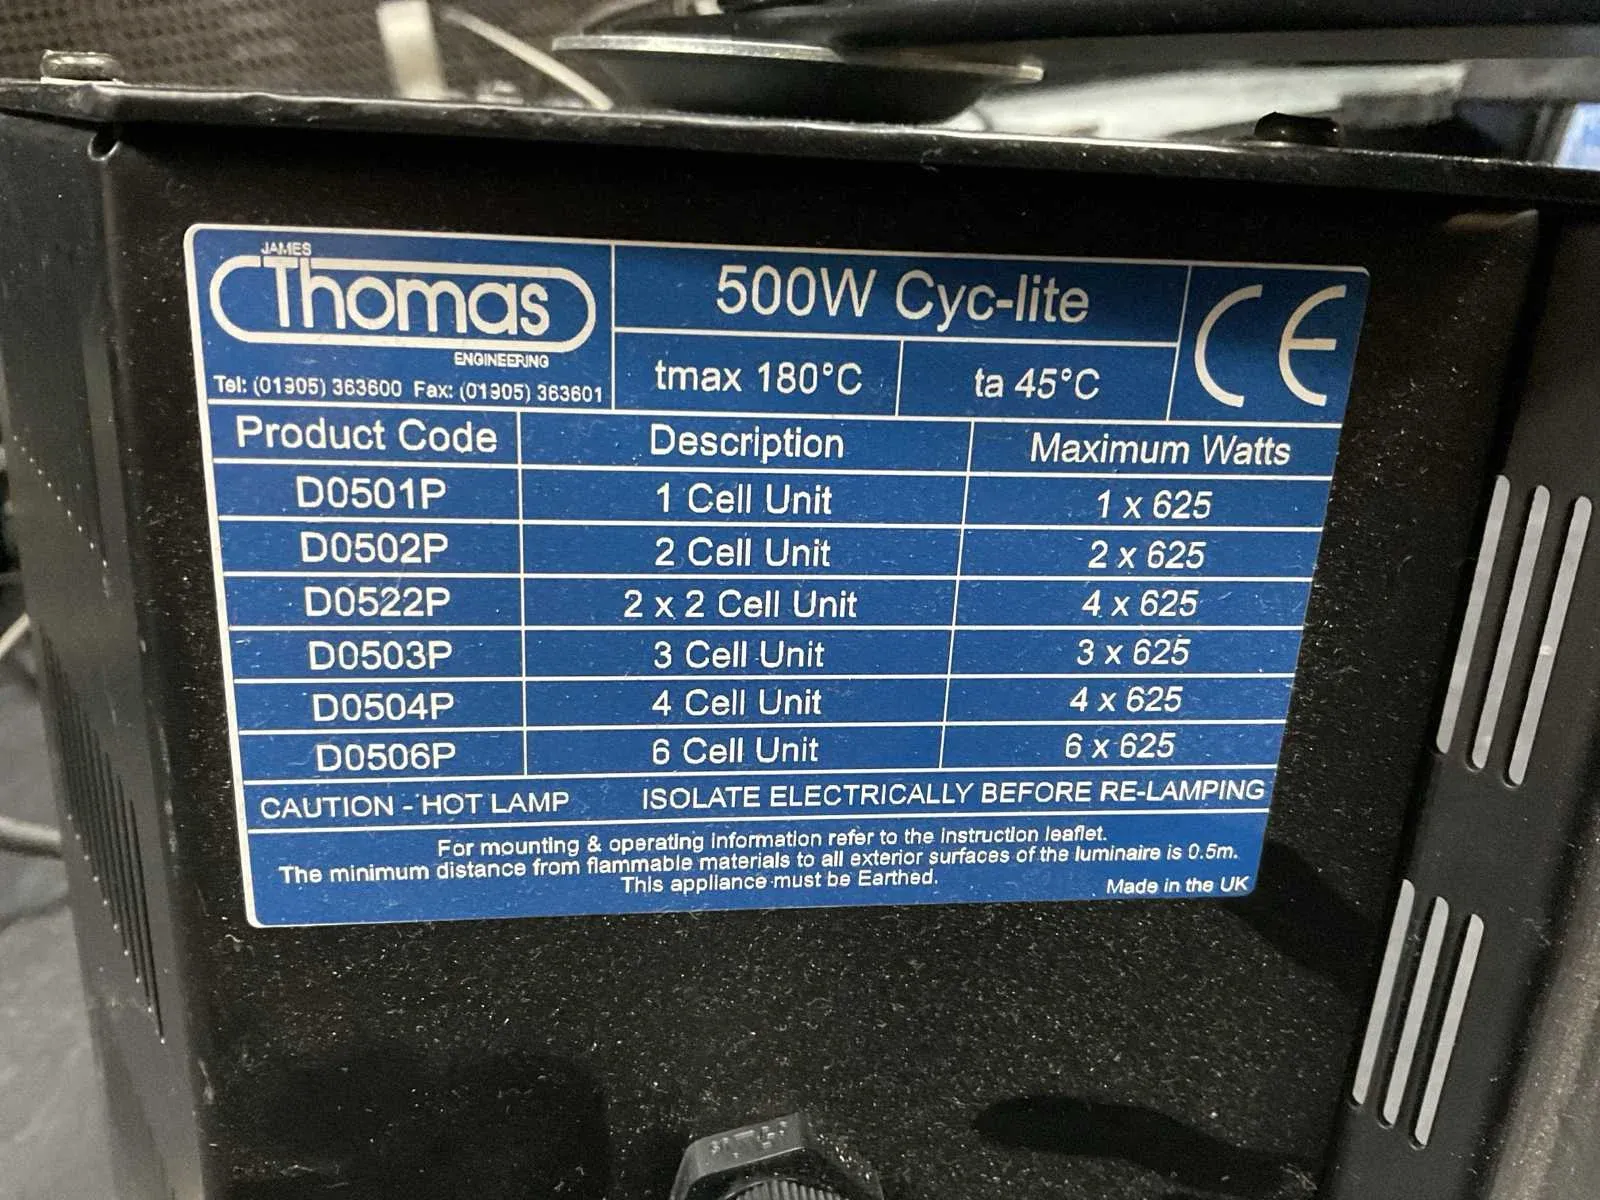 JAMES
Thomas
ENGINEERING
Tel: (01905) 363600 Fax: (01905) 363601
500W Cyc-lite
tmax 180°C ta 45°C
CE
Product Code Description Maximum Watts
D0501P 1 Cell Unit 1 x 625
D0502P 2 Cell Unit 2 x 625
D0522P 2 x 2 Cell Unit 4 x 625
D0503P 3 Cell Unit 3 x 625
D0504P 4 Cell Unit 4 x 625
D0506P 6 Cell Unit 6 x 625
CAUTION - HOT LAMP ISOLATE ELECTRICALLY BEFORE RE-LAMPING
For mounting & operating information refer to the instruction leaflet.
The minimum distance from flammable materials to all exterior surfaces of the luminaire is 0.5m.
This appliance must be Earthed.
Made in the UK